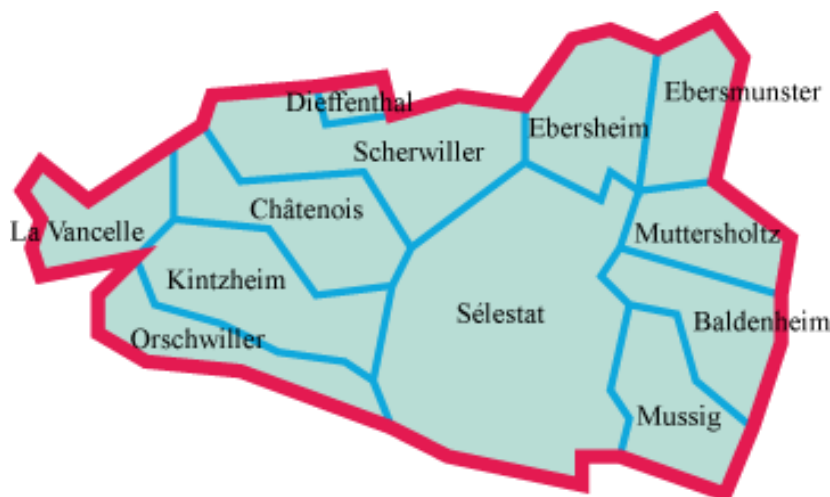 Ebersmunster
Dieffenthal
Ebersheim
Scherwiller
Châtenois
La Vancelle
Muttersholtz
Kintzheim
Sélestat
Baldenheim
Orschwiller
Mussig